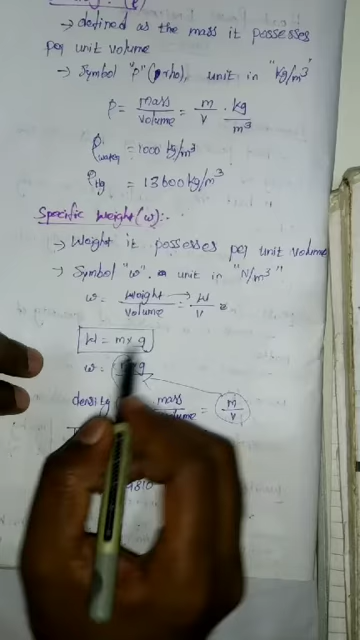 → defined as the mass it possesses
per unit volume
→ Symbol "ρ" (rho), unit in "kg/m³"
ρ = mass/volume = m/v · kg/m³
ρwater = 1000 kg/m³
ρHg = 13600 kg/m³
Specific Weight (w):-
→ Weight it possesses per unit volume
→ Symbol "w". unit in "N/m³"
w = Weight/volume → W/v =
W = m×g
w =
density mass = m/v